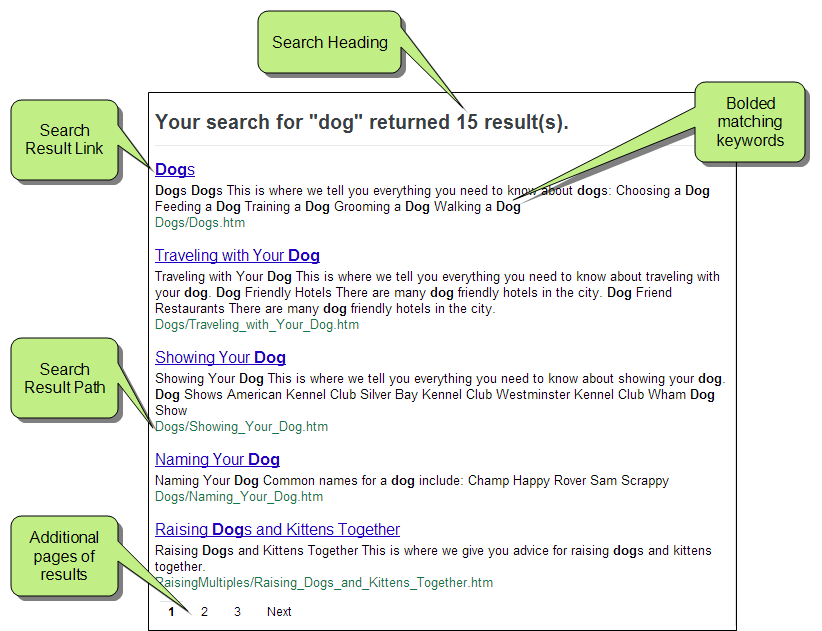 Search Heading
Bolded
matching
keywords
Search
Result Link
Your search for "dog" returned 15 result(s).
Dogs
Dogs Dogs This is where we tell you everything you need to know about dogs: Choosing a Dog
Feeding a Dog Training a Dog Grooming a Dog Walking a Dog
Dogs/Dogs.htm
Traveling with Your Dog
Traveling with Your Dog This is where we tell you everything you need to know about traveling with
your dog. Dog Friendly Hotels There are many dog friendly hotels in the city. Dog Friend
Restaurants There are many dog friendly hotels in the city.
Dogs/Traveling_with_Your_Dog.htm
Search
Result Path
Showing Your Dog
Showing Your Dog This is where we tell you everything you need to know about showing your dog.
Dog Shows American Kennel Club Silver Bay Kennel Club Westminster Kennel Club Wham Dog
Show
Dogs/Showing_Your_Dog.htm
Naming Your Dog
Naming Your Dog Common names for a dog include: Champ Happy Rover Sam Scrappy
Dogs/Naming_Your_Dog.htm
Additional
pages of
results
Raising Dogs and Kittens Together
Raising Dogs and Kittens Together This is where we give you advice for raising dogs and kittens
together.
RaisingMultiples/Raising_Dogs_and_Kittens_Together.htm
1 2 3 Next